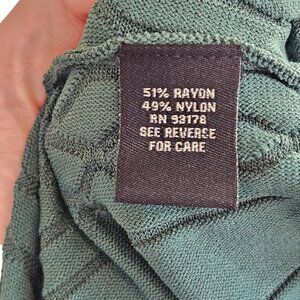 51% RAYON
49% NYLON
RN 93178
SEE REVERSE
FOR CARE